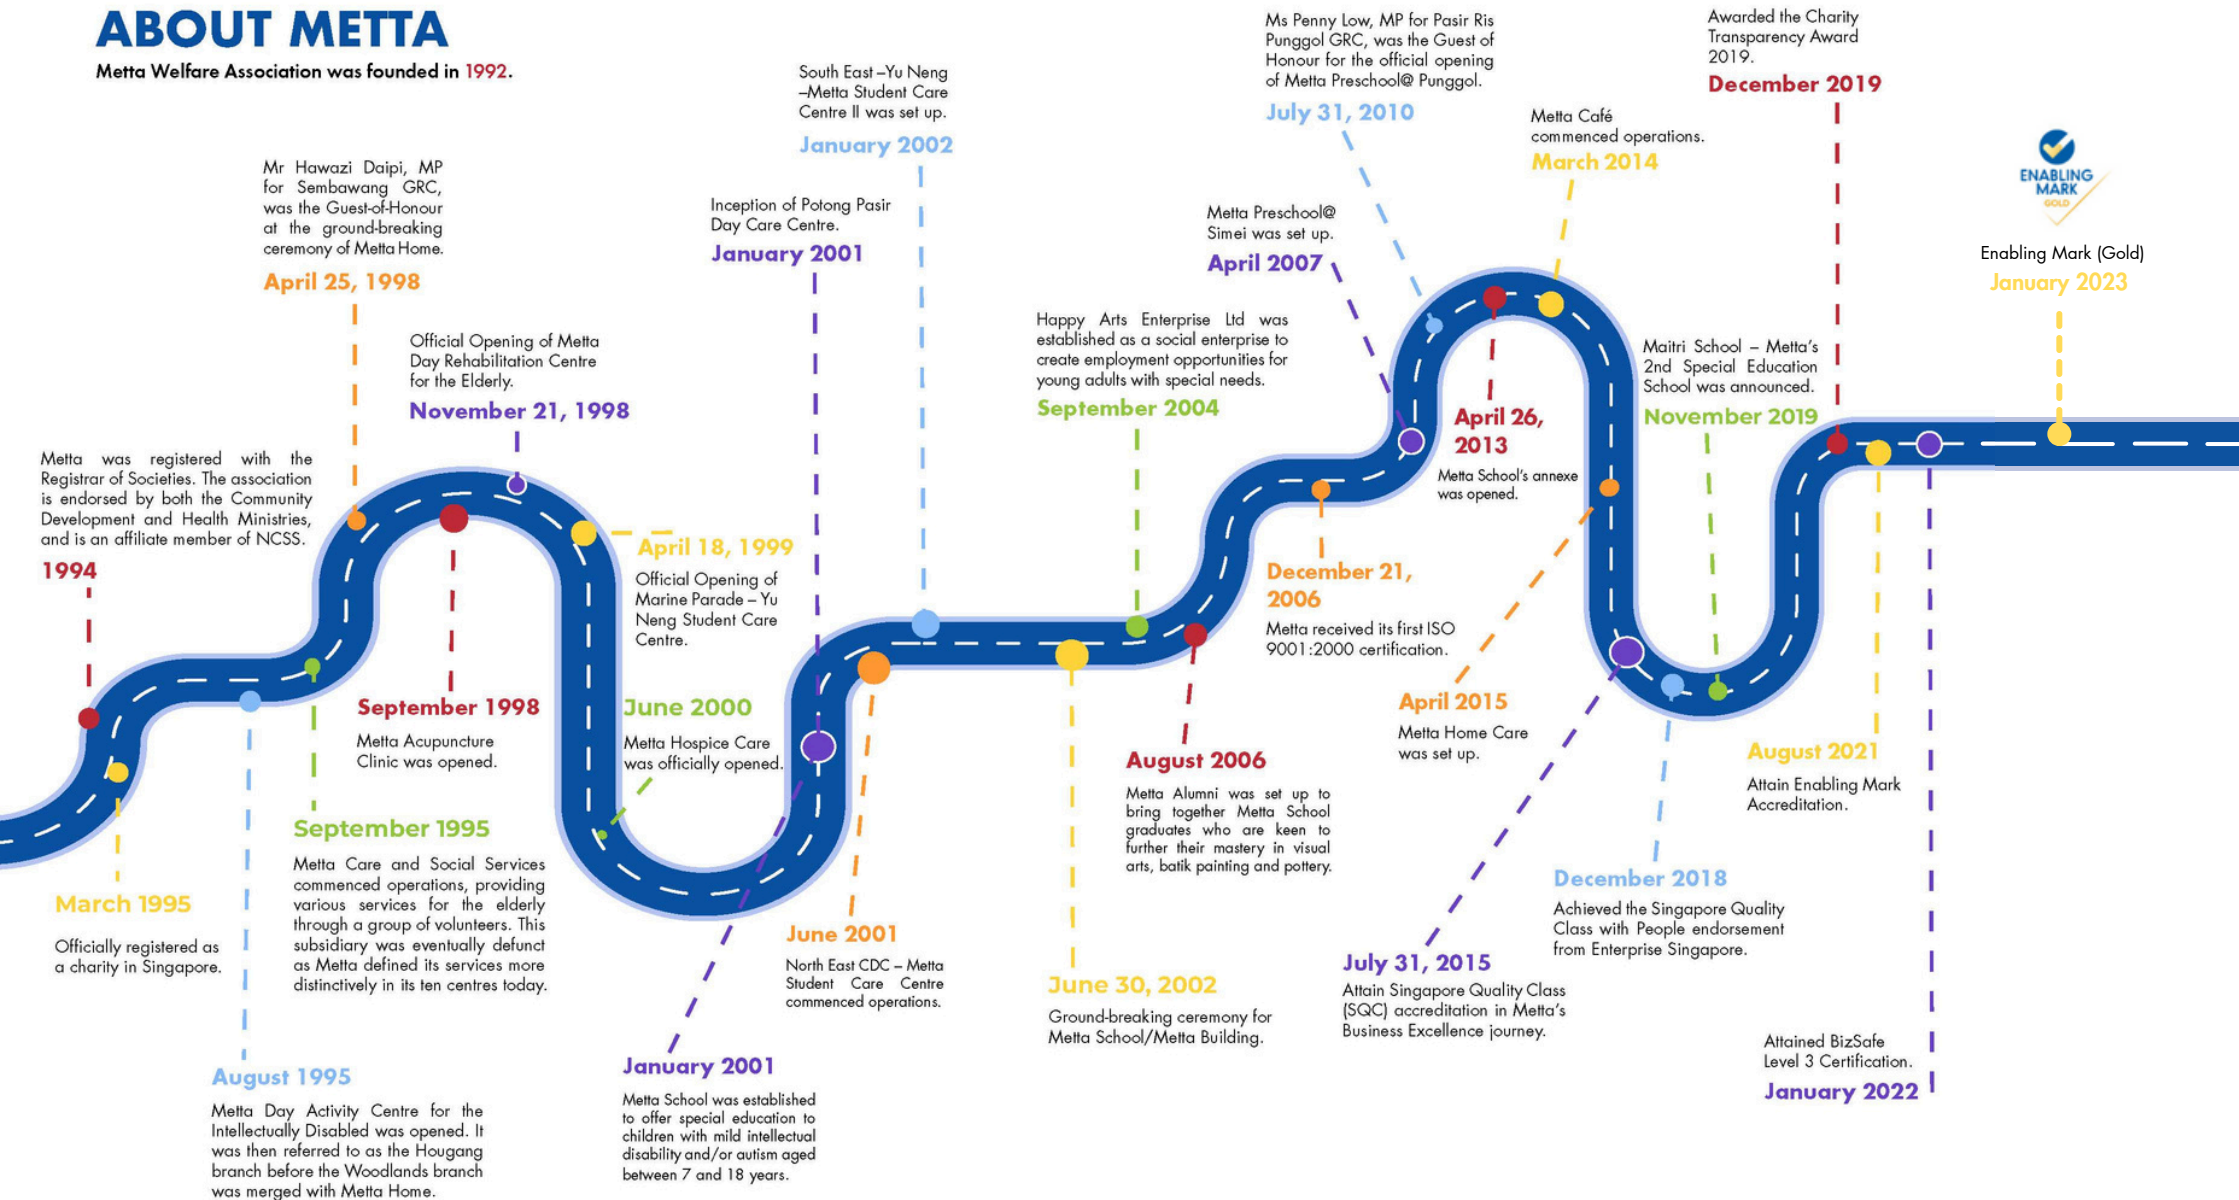 ABOUT METTA
Metta Welfare Association was founded in 1992.
Metta was registered with the
Registrar of Societies. The association
is endorsed by both the Community
Development and Health Ministries,
and is an affiliate member of NCSS.
1994
March 1995
Officially registered as
a charity in Singapore.
August 1995
Metta Day Activity Centre for the
Intellectually Disabled was opened. It
was then referred to as the Hougang
branch before the Woodlands branch
was merged with Metta Home.
September 1995
Metta Care and Social Services
commenced operations, providing
various services for the elderly
through a group of volunteers. This
subsidiary was eventually defunct
as Metta defined its services more
distinctively in its ten centres today.
Mr Hawazi Daipi, MP
for Sembawang GRC,
was the Guest-of-Honour
at the ground-breaking
ceremony of Metta Home.
April 25, 1998
September 1998
Metta Acupuncture
Clinic was opened.
Official Opening of Metta
Day Rehabilitation Centre
for the Elderly.
November 21, 1998
April 18, 1999
Official Opening of
Marine Parade – Yu
Neng Student Care
Centre.
June 2000
Metta Hospice Care
was officially opened.
Inception of Potong Pasir
Day Care Centre.
January 2001
January 2001
Metta School was established
to offer special education to
children with mild intellectual
disability and/or autism aged
between 7 and 18 years.
June 2001
North East CDC – Metta
Student Care Centre
commenced operations.
South East –Yu Neng
–Metta Student Care
Centre II was set up.
January 2002
June 30, 2002
Ground-breaking ceremony for
Metta School/Metta Building.
Happy Arts Enterprise Ltd was
established as a social enterprise to
create employment opportunities for
young adults with special needs.
September 2004
August 2006
Metta Alumni was set up to
bring together Metta School
graduates who are keen to
further their mastery in visual
arts, batik painting and pottery.
December 21,
2006
Metta received its first ISO
9001:2000 certification.
Metta Preschool@
Simei was set up.
April 2007
Ms Penny Low, MP for Pasir Ris
Punggol GRC, was the Guest of
Honour for the official opening
of Metta Preschool@ Punggol.
July 31, 2010
April 26,
2013
Metta School's annexe
was opened.
Metta Café
commenced operations.
March 2014
April 2015
Metta Home Care
was set up.
July 31, 2015
Attain Singapore Quality Class
(SQC) accreditation in Metta's
Business Excellence journey.
December 2018
Achieved the Singapore Quality
Class with People endorsement
from Enterprise Singapore.
Maitri School – Metta's
2nd Special Education
School was announced.
November 2019
Awarded the Charity
Transparency Award
2019.
December 2019
August 2021
Attain Enabling Mark
Accreditation.
Attained BizSafe
Level 3 Certification.
January 2022
ENABLING
MARK
GOLD
Enabling Mark (Gold)
January 2023